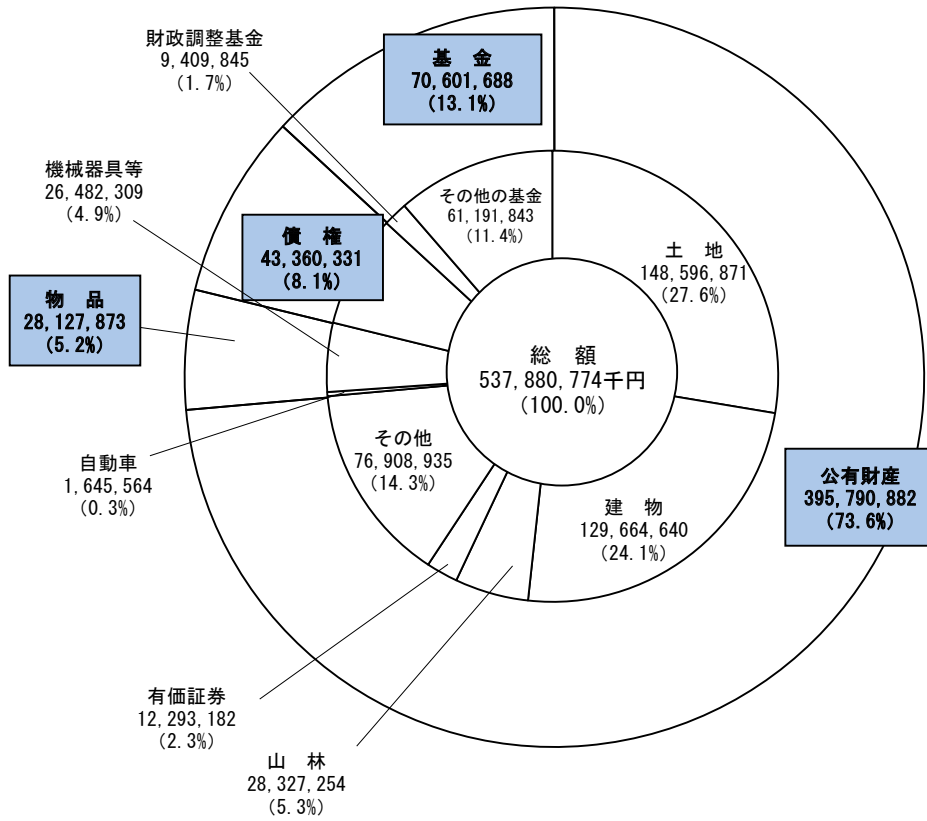 財政調整基金
9,409,845
(1.7%)
基　金
70,601,688
(13.1%)
機械器具等
26,482,309
(4.9%)
その他の基金
61,191,843
(11.4%)
債　権
43,360,331
(8.1%)
土　地
148,596,871
(27.6%)
物　品
28,127,873
(5.2%)
総　額
537,880,774千円
(100.0%)
その他
76,908,935
(14.3%)
自動車
1,645,564
(0.3%)
公有財産
395,790,882
(73.6%)
建　物
129,664,640
(24.1%)
有価証券
12,293,182
(2.3%)
山　林
28,327,254
(5.3%)